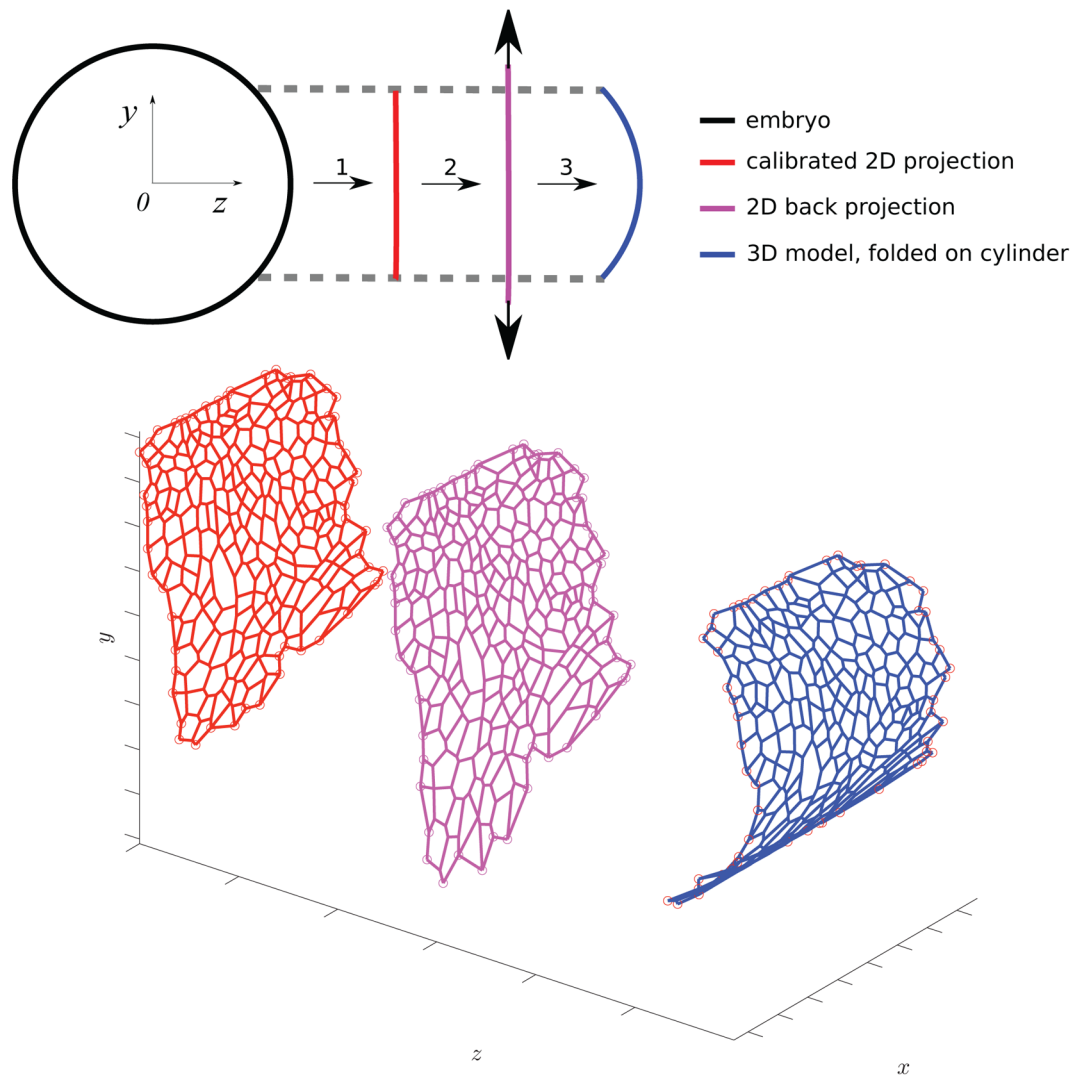 y
0
z
1
2
3
embryo
calibrated 2D projection
2D back projection
3D model, folded on cylinder
y
z
x